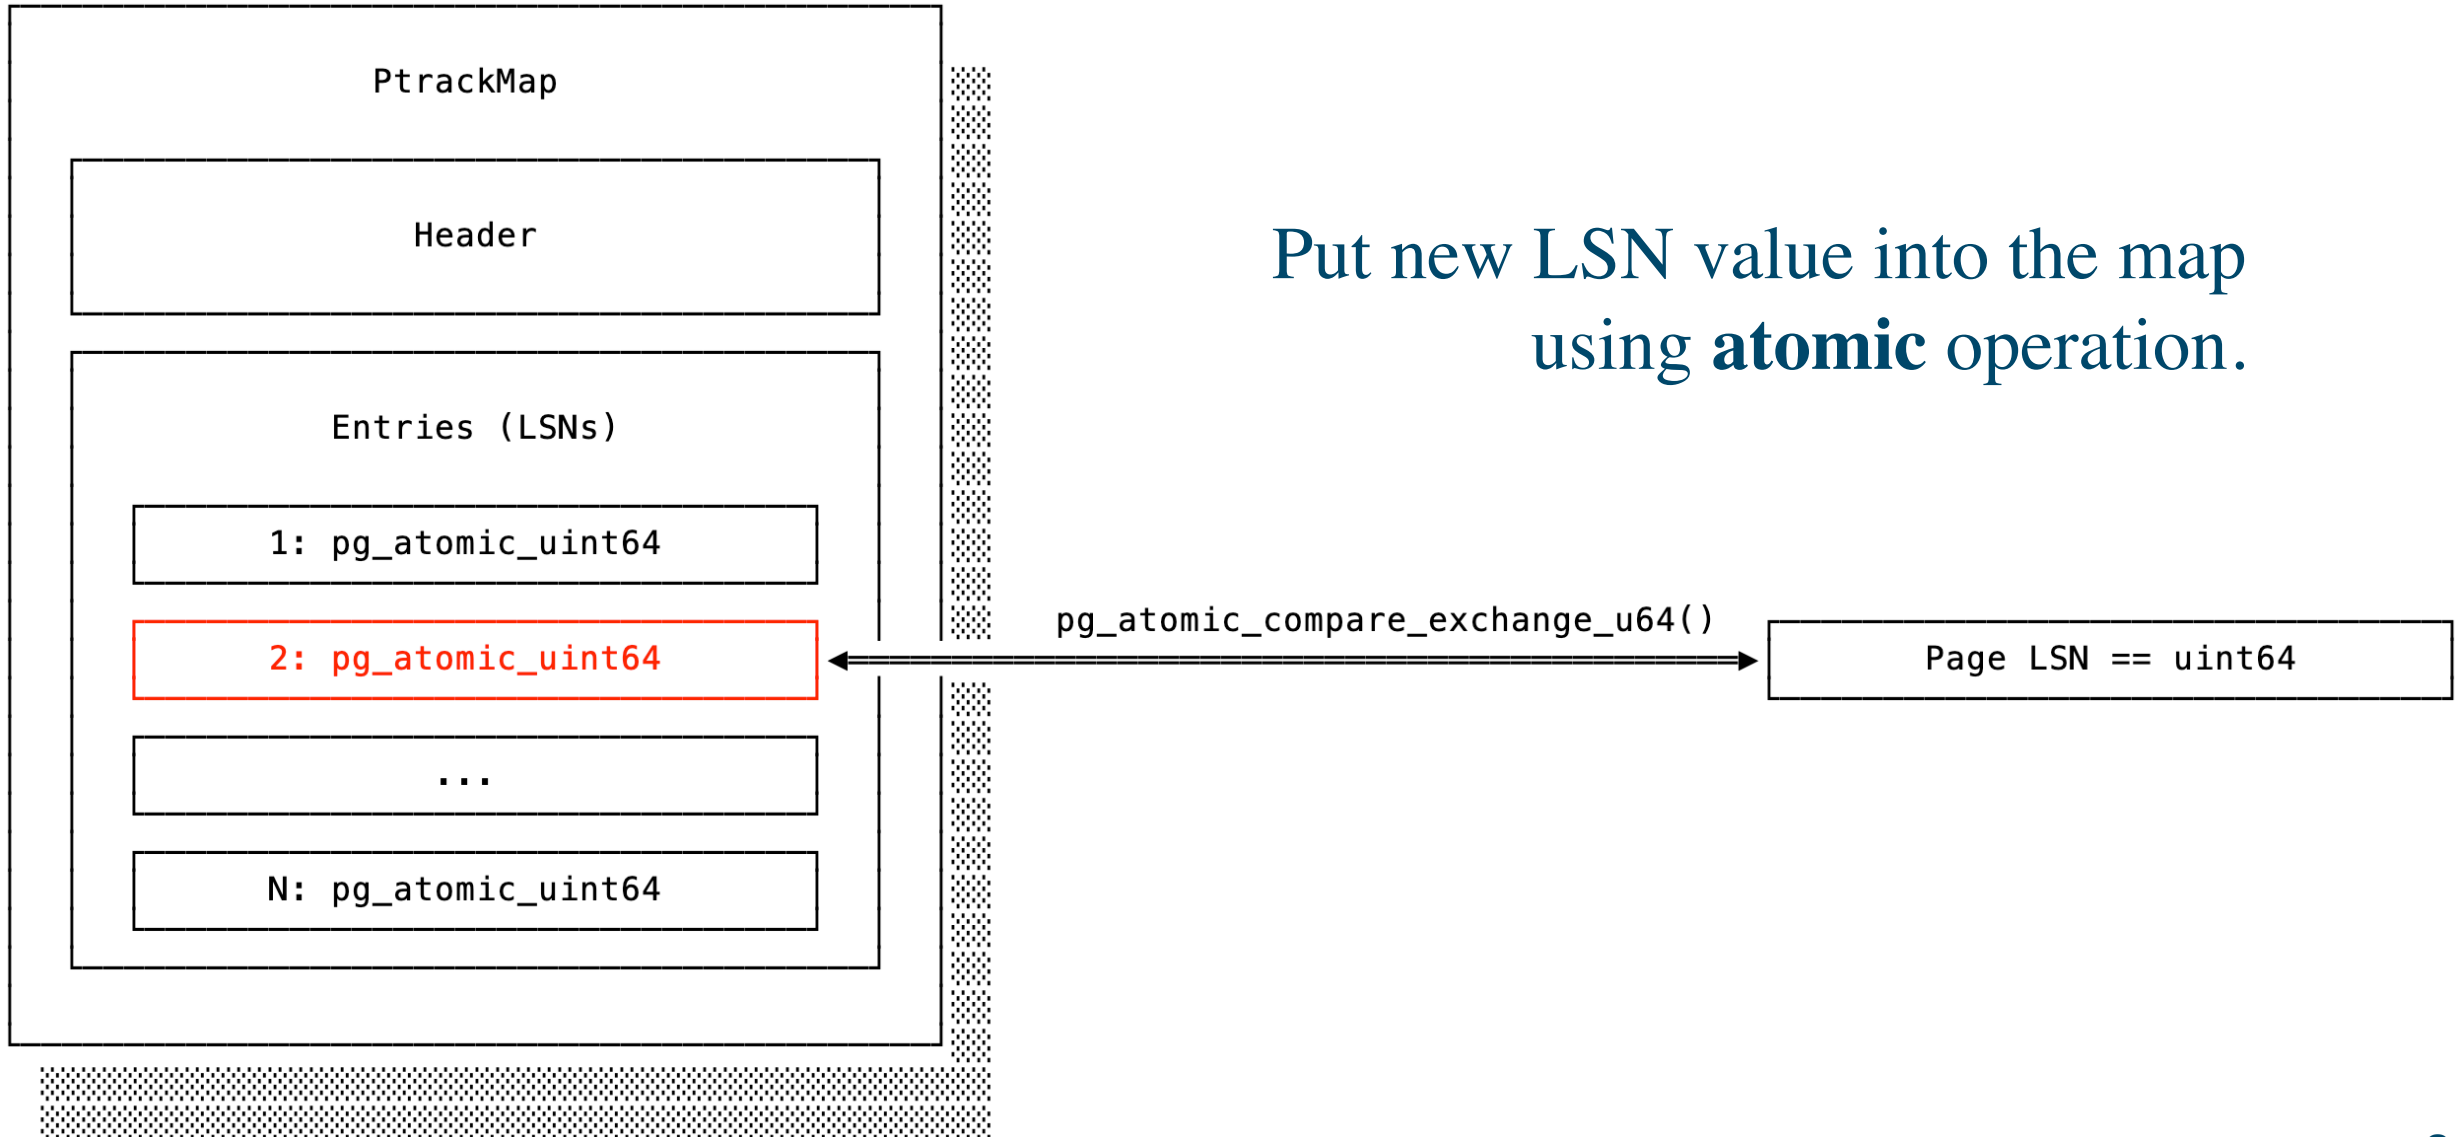 PtrackMap
Header
Put new LSN value into the map
using atomic operation.
Entries (LSNs)
1: pg_atomic_uint64
pg_atomic_compare_exchange_u64()
2: pg_atomic_uint64
Page LSN == uint64
...
N: pg_atomic_uint64